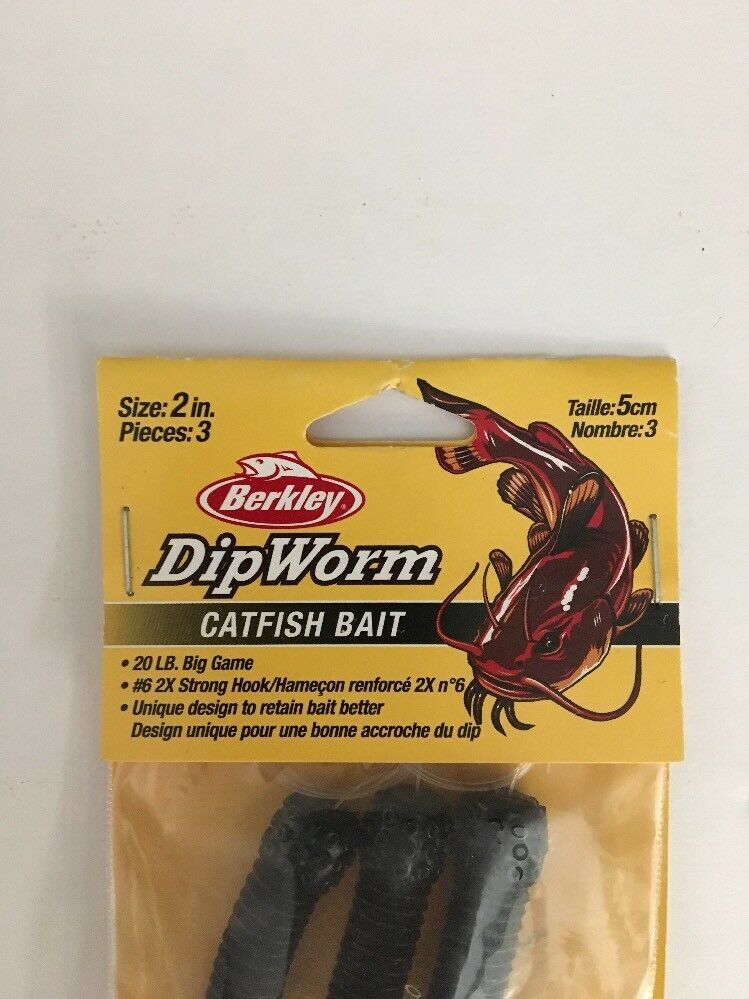 Size: 2 in.
Pieces: 3
Taille: 5cm
Nombre: 3
Berkley®
DipWorm
CATFISH BAIT
• 20 LB. Big Game
• #6 2X Strong Hook/Hameçon renforcé 2X n°6
• Unique design to retain bait better
Design unique pour une bonne accroche du dip